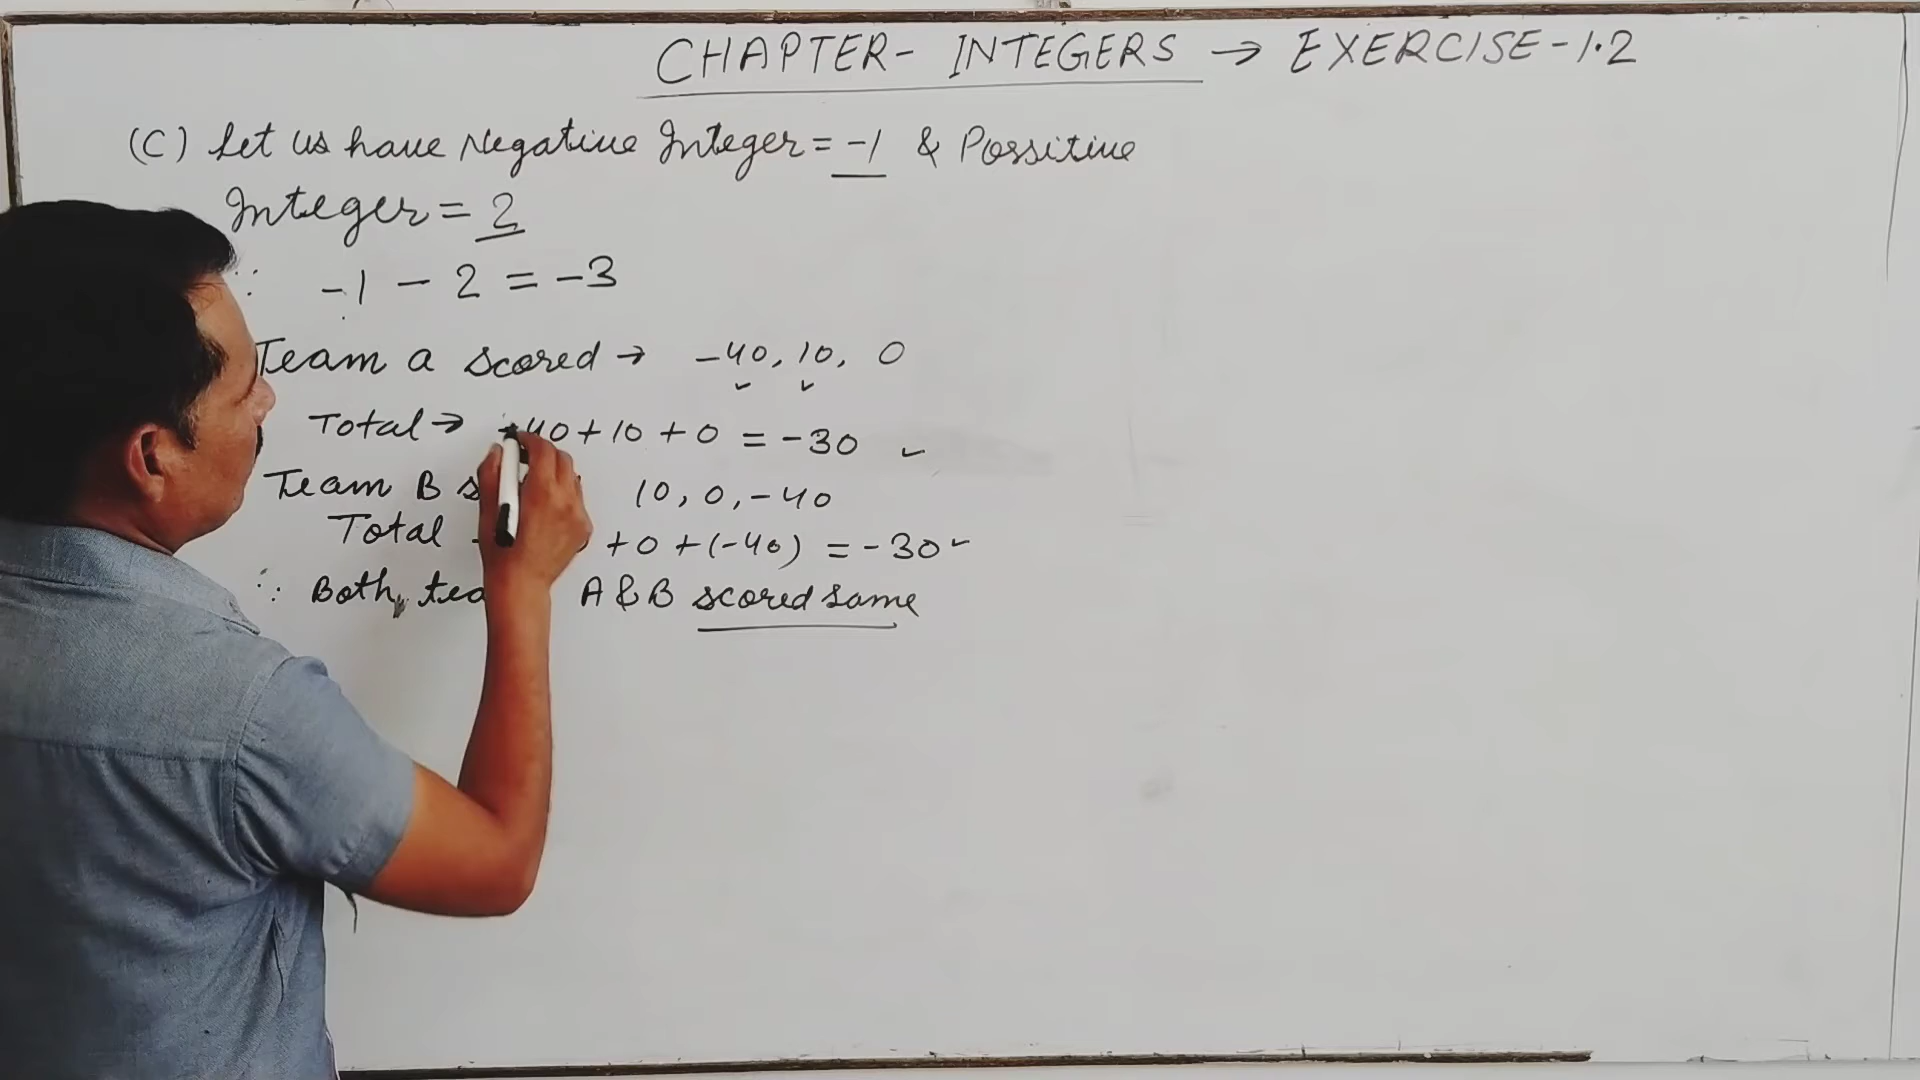 CHAPTER- INTEGERS → EXERCISE-1.2
(C) Let us have Negative Integer = -1 & Possitive
Integer = 2
∵ -1 - 2 = -3
Team a scored → -40, 10, 0
Total → -40+10+0 = -30
Team B 10, 0, -40
Total +0+(-40) = -30
∴ Both A&B scored same